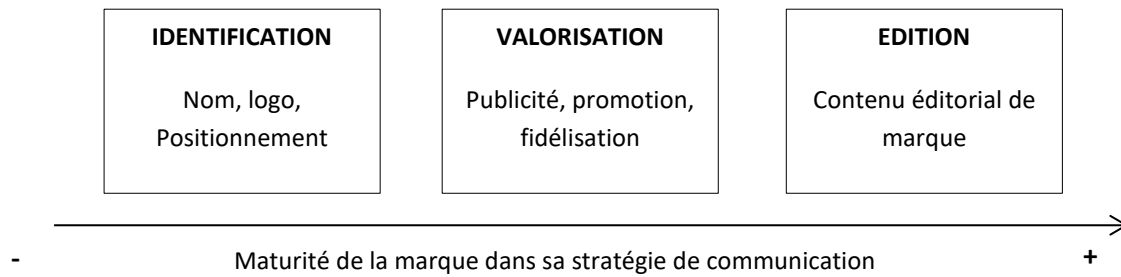 IDENTIFICATION
Nom, logo,
Positionnement
VALORISATION
Publicité, promotion,
fidélisation
EDITION
Contenu éditorial de
marque
-
Maturité de la marque dans sa stratégie de communication
+